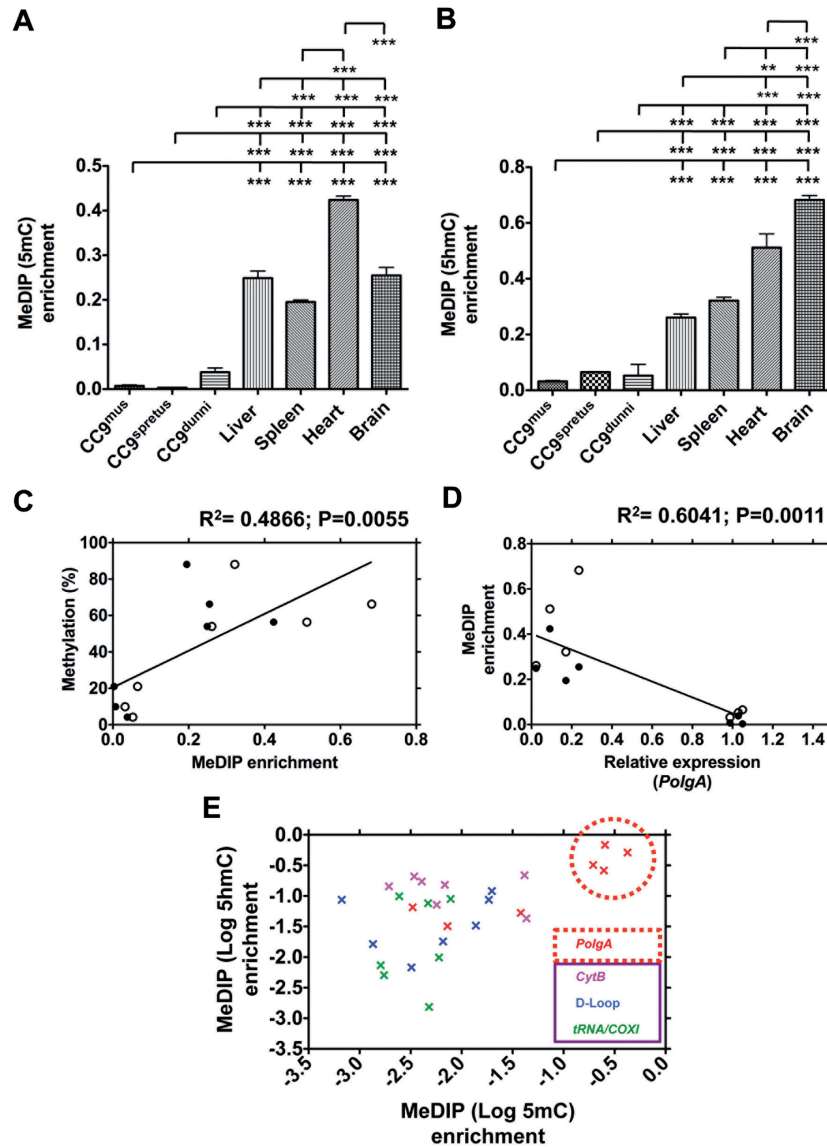 A
***
***
*** *** ***
*** *** *** ***
*** *** *** ***
*** *** *** ***
MeDIP (5mC)
enrichment
0.5
0.4
0.3
0.2
0.1
0.0
CC9mus
CC9spretus
CC9dunni
Liver
Spleen
Heart
Brain
B
***
** ***
*** ***
*** *** *** ***
*** *** *** ***
*** *** *** ***
MeDIP (5hmC)
enrichment
0.8
0.6
0.4
0.2
0.0
CC9mus
CC9spretus
CC9dunni
Liver
Spleen
Heart
Brain
C
R²= 0.4866; P=0.0055
Methylation (%)
100
80
60
40
20
0
0.0 0.2 0.4 0.6 0.8
MeDIP enrichment
D
R²= 0.6041; P=0.0011
MeDIP
enrichment
0.8
0.6
0.4
0.2
0.0
0.0 0.2 0.4 0.6 0.8 1.0 1.2 1.4
Relative expression
(PolgA)
E
MeDIP (Log 5hmC)
enrichment
0.0
-0.5
-1.0
-1.5
-2.0
-2.5
-3.0
-3.5
PolgA
CytB
D-Loop
tRNA/COXI
-3.5 -3.0 -2.5 -2.0 -1.5 -1.0 -0.5 0.0
MeDIP (Log 5mC)
enrichment